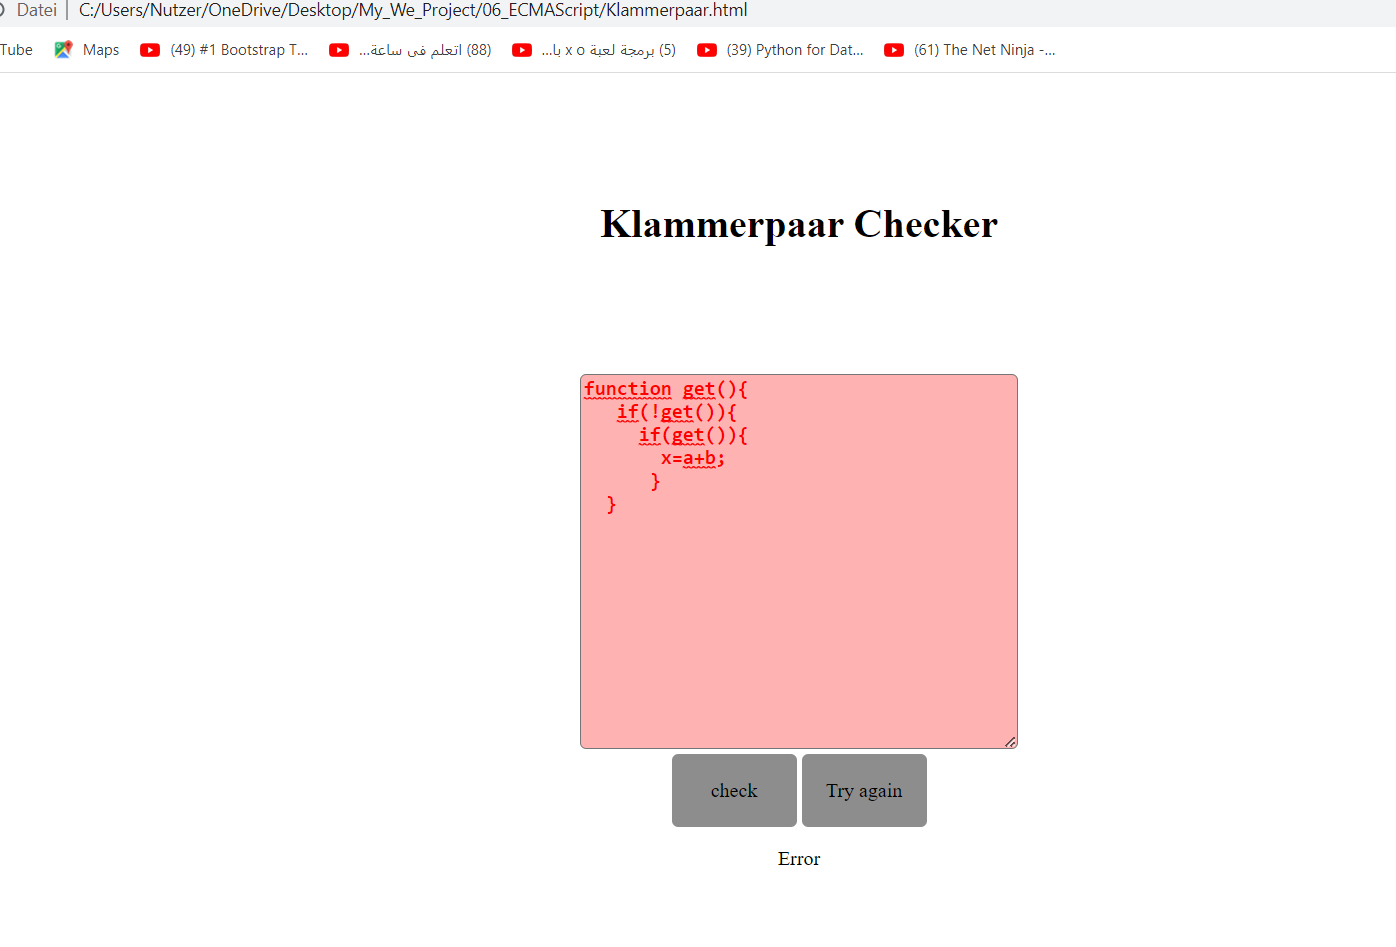 Datei | C:/Users/Nutzer/OneDrive/Desktop/My_We_Project/06_ECMAScript/Klammerpaar.html
Tube Maps (49) #1 Bootstrap T... (88) اتعلم فى ساعة... (5) برمجة لعبة x o با... (39) Python for Dat... (61) The Net Ninja -...
Klammerpaar Checker
function get(){
   if(!get()){
     if(get()){
       x=a+b;
      }
  }
check Try again
Error